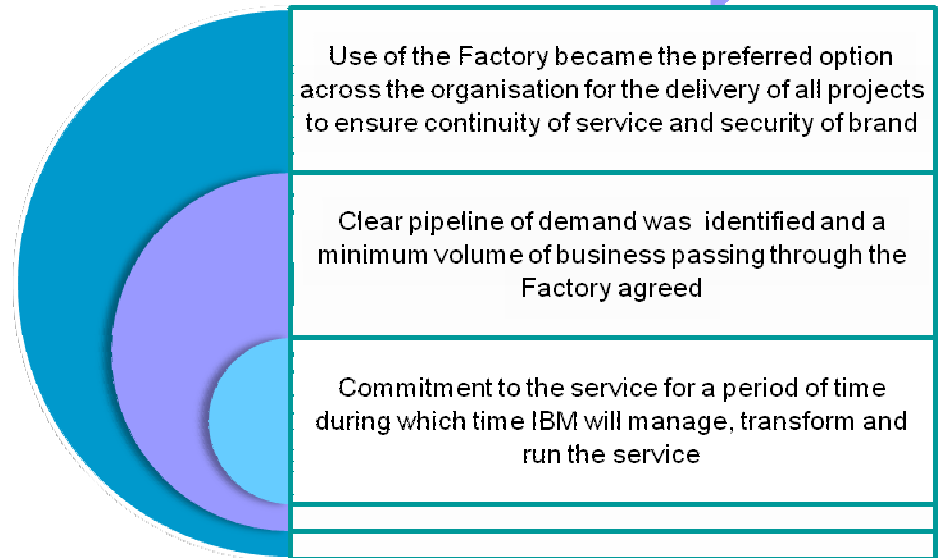 Use of the Factory became the preferred option
across the organisation for the delivery of all projects
to ensure continuity of service and security of brand
Clear pipeline of demand was identified and a
minimum volume of business passing through the
Factory agreed
Commitment to the service for a period of time
during which time IBM will manage, transform and
run the service